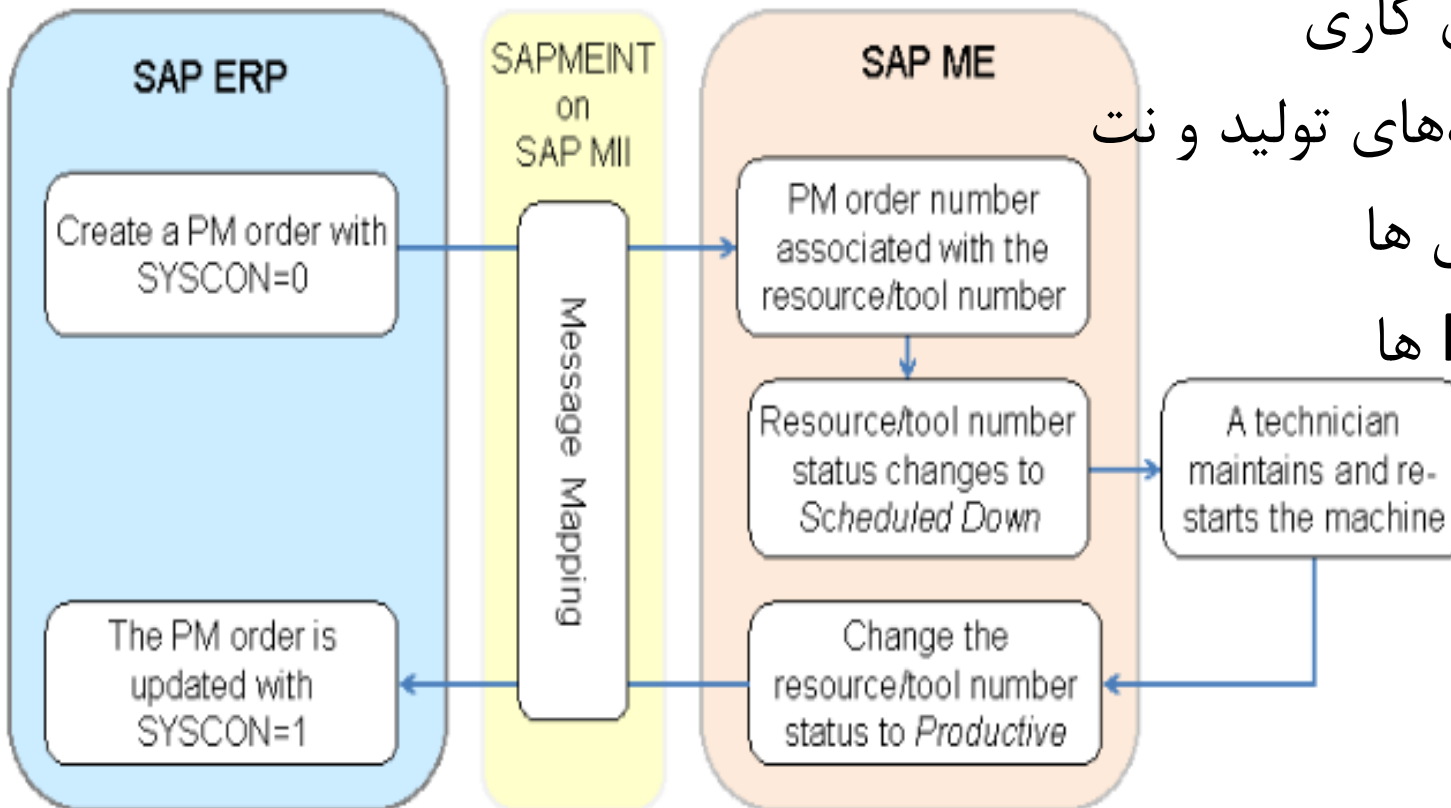 SAP ERP
Create a PM order with
SYSCON=0
The PM order is
updated with
SYSCON=1
SAPMEINT
on
SAP MII
Message Mapping
SAP ME
PM order number
associated with the
resource/tool number
Resource/tool number
status changes to
Scheduled Down
A technician
maintains and re-
starts the machine
Change the
resource/tool number
status to Productive
کاری
های تولید و نت
ها
ها